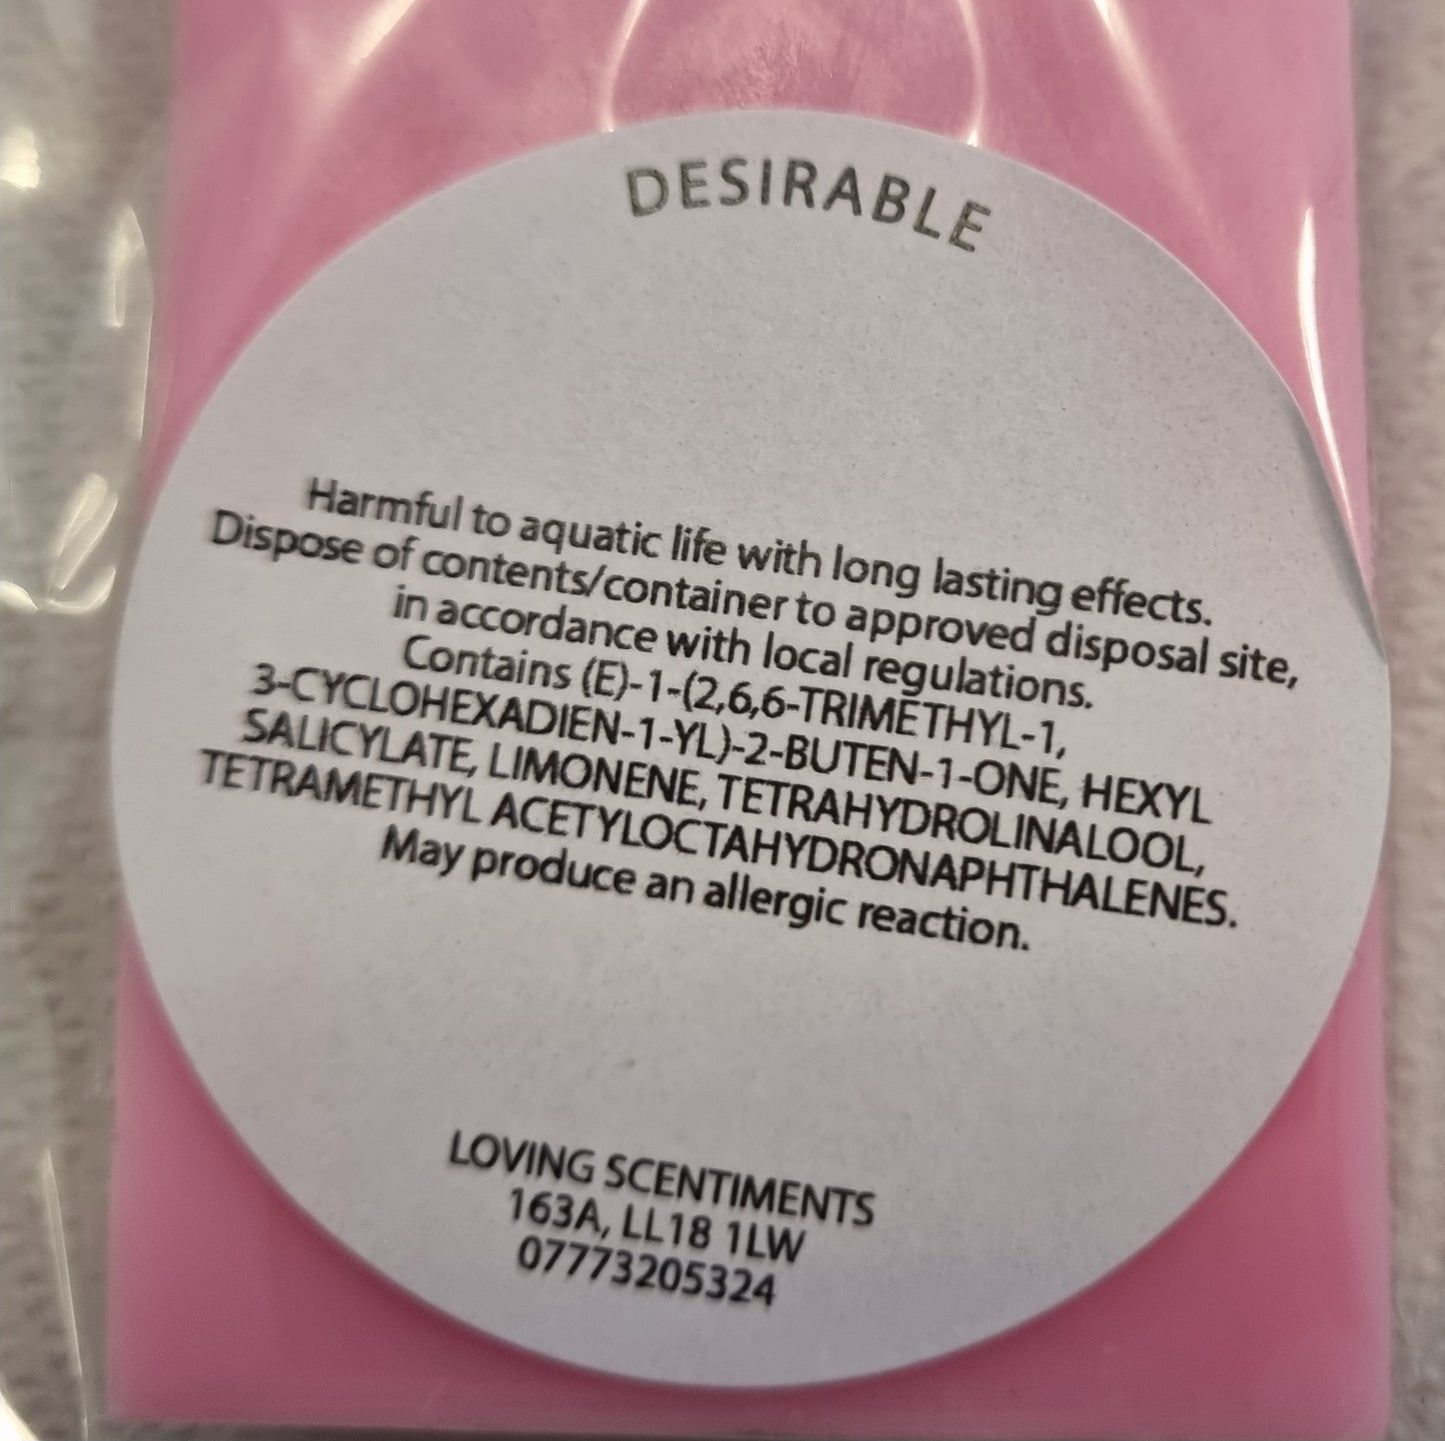 DESIRABLE
Harmful to aquatic life with long lasting effects.
Dispose of contents/container to approved disposal site,
in accordance with local regulations.
Contains (E)-1-(2,6,6-TRIMETHYL-1,
3-CYCLOHEXADIEN-1-YL)-2-BUTEN-1-ONE, HEXYL
SALICYLATE, LIMONENE, TETRAHYDROLINALOOL,
TETRAMETHYL ACETYLOCTAHYDRONAPHTHALENES.
May produce an allergic reaction.
LOVING SCENTIMENTS
163A, LL18 1LW
07773205324